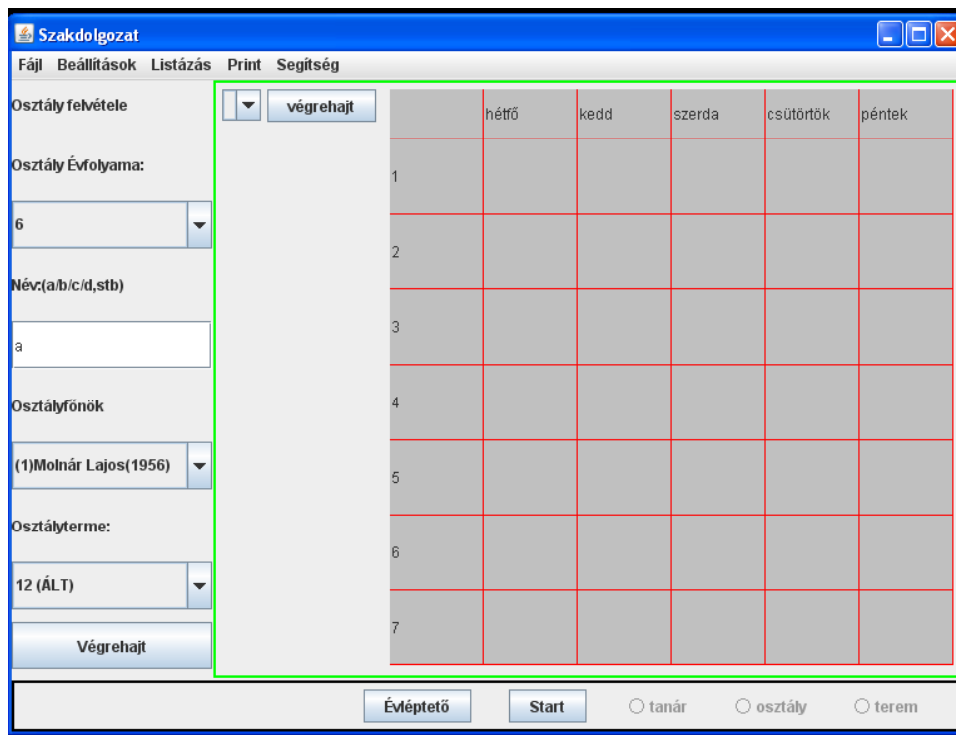 Szakdolgozat
Fájl Beállítások Listázás Print Segítség
Osztály felvétele
Osztály Évfolyama:
6
Név:(a/b/c/d,stb)
a
Osztályfőnök
(1)Molnár Lajos(1956)
Osztályterme:
12 (ÁLT)
Végrehajt
végrehajt
hétfő kedd szerda csütörtök péntek
1
2
3
4
5
6
7
Évléptető Start tanár osztály terem